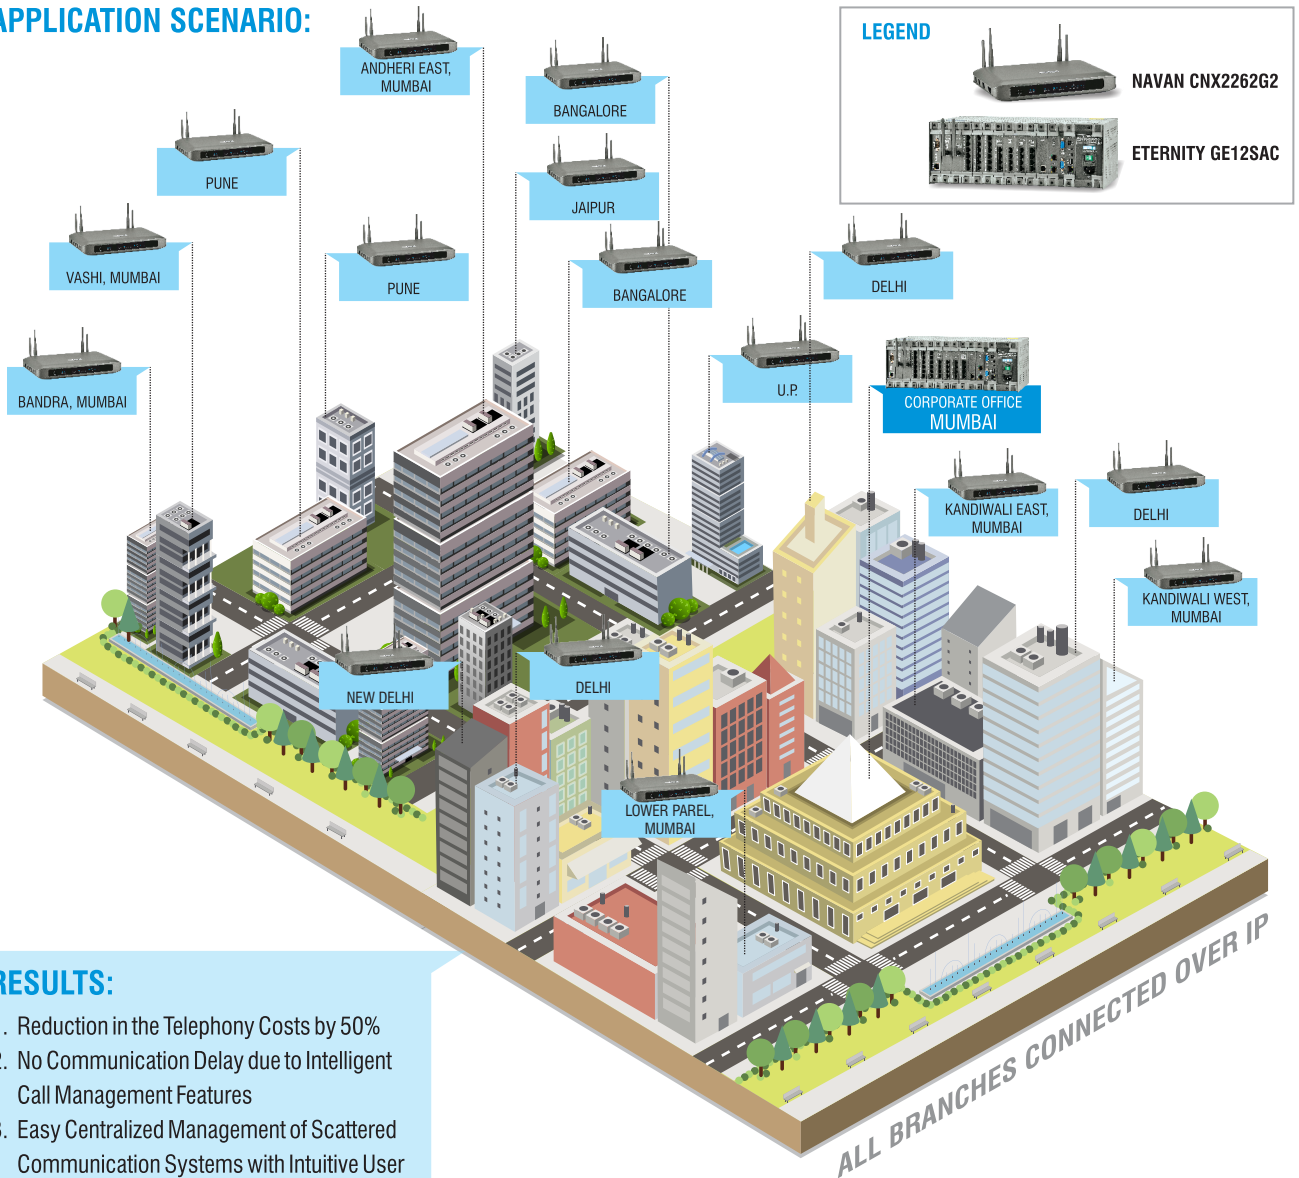 APPLICATION SCENARIO:
LEGEND
NAVAN CNX2262G2
ETERNITY GE12SAC
ANDHERI EAST,
MUMBAI
BANGALORE
PUNE
JAIPUR
VASHI, MUMBAI
PUNE
BANGALORE
DELHI
BANDRA, MUMBAI
U.P.
CORPORATE OFFICE
MUMBAI
KANDIWALI EAST,
MUMBAI
DELHI
KANDIWALI WEST,
MUMBAI
NEW DELHI
DELHI
LOWER PAREL,
MUMBAI
ALL BRANCHES CONNECTED OVER IP
RESULTS:
1. Reduction in the Telephony Costs by 50%
2. No Communication Delay due to Intelligent
Call Management Features
3. Easy Centralized Management of Scattered
Communication Systems with Intuitive User